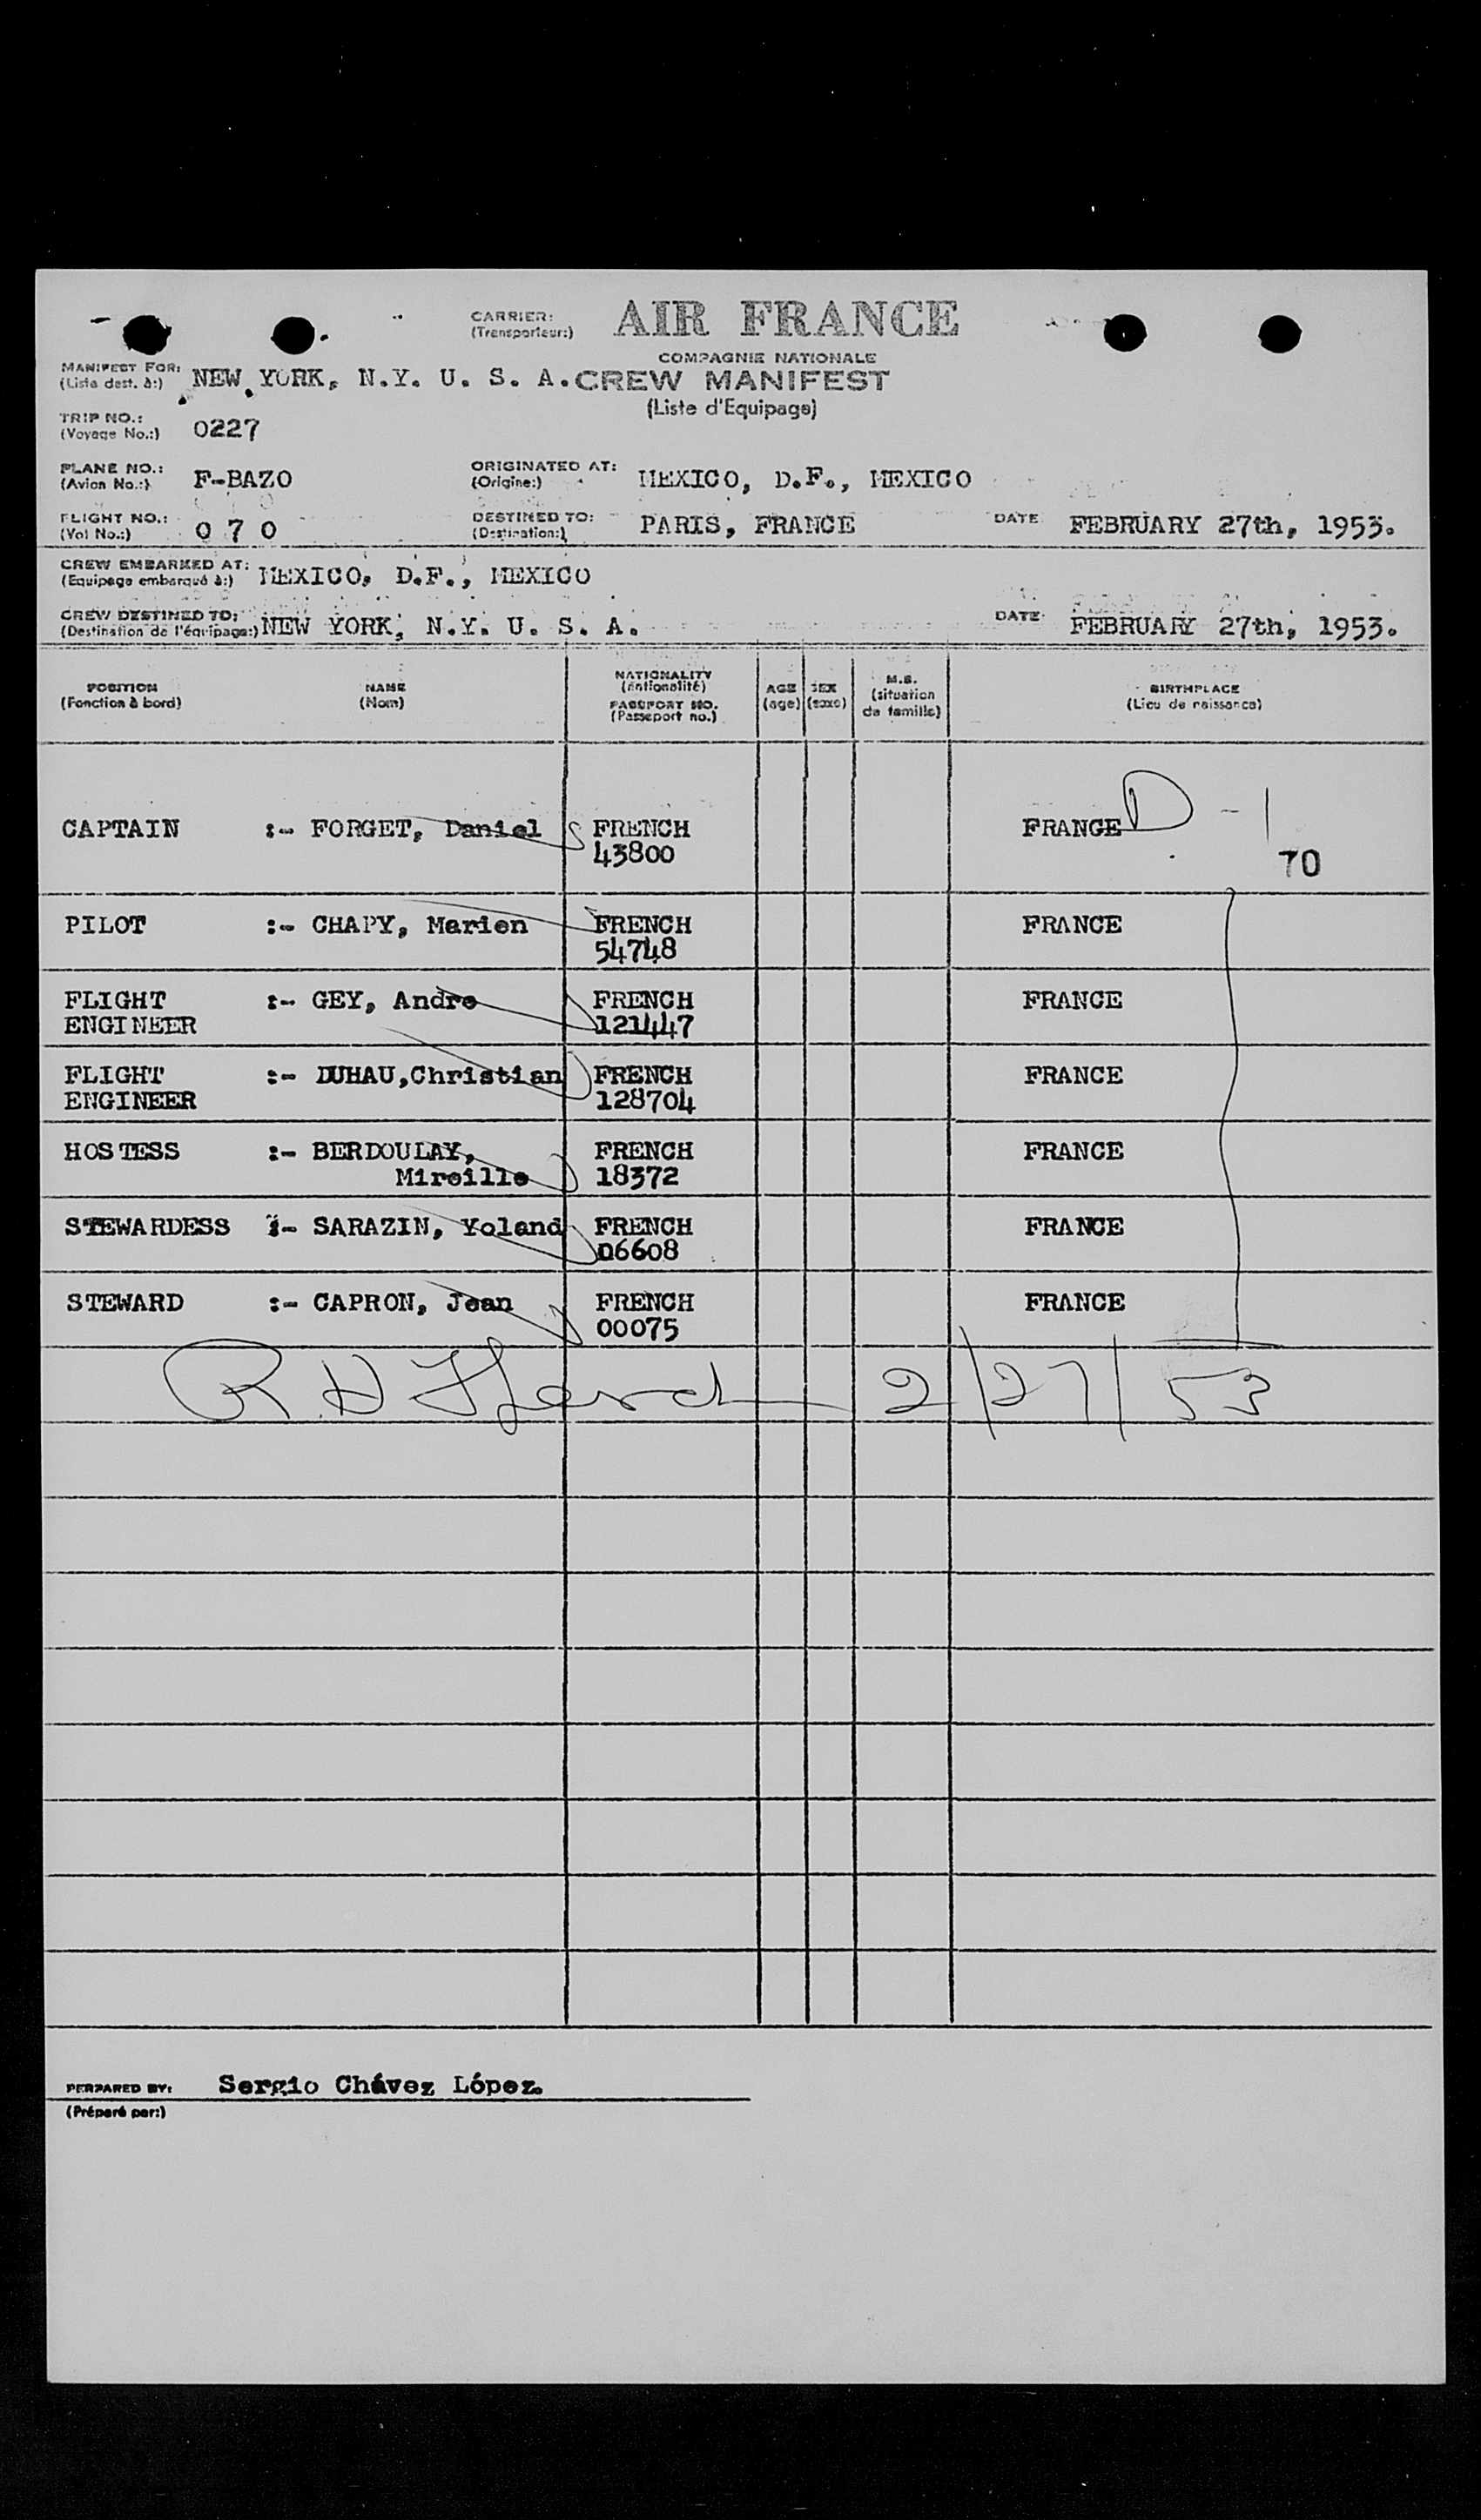 CARRIER: AIR FRANCE
(Transporteur:)
COMPAGNIE NATIONALE
MANIFEST FOR: NEW YORK, N.Y. U. S. A. CREW MANIFEST
(Liste dest. à:)
(Liste d'Equipage)
TRIP NO.: 0227
(Voyage No.:)
PLANE NO.: F-BAZO ORIGINATED AT: MEXICO, D.F., MEXICO
(Avion No.:) (Origine:)
FLIGHT NO.: 0 7 0 DESTINED TO: PARIS, FRANCE DATE FEBRUARY 27th, 1953.
(Vol No.:) (Destination:)
CREW EMBARKED AT: MEXICO, D.F., MEXICO
(Equipage embarqué à:)
CREW DESTINED TO: NEW YORK, N.Y. U. S. A. DATE FEBRUARY 27th, 1953.
(Destination de l'équipage:)
POSITION NAME NATIONALITY AGE SEX M.S. BIRTHPLACE
(Fonction à bord) (Nom) (nationalité) (age) (sexe) (situation de famille) (Lieu de naissance)
PASSPORT NO.
(Passeport no.)
CAPTAIN :- FORGET, Daniel FRENCH FRANCE D - 1
43800 70
PILOT :- CHAPY, Marien FRENCH FRANCE
54748
FLIGHT :- GEY, Andre FRENCH FRANCE
ENGINEER 121447
FLIGHT :- DUHAU,Christian FRENCH FRANCE
ENGINEER 128704
HOSTESS :- BERDOULAY, FRENCH FRANCE
Mireille 18372
STEWARDESS :- SARAZIN, Yoland FRENCH FRANCE
06608
STEWARD :- CAPRON, Jean FRENCH FRANCE
00075
R H 2/27/53
PERPARED BY: Sergio Chávez López.
(Préparé par:)